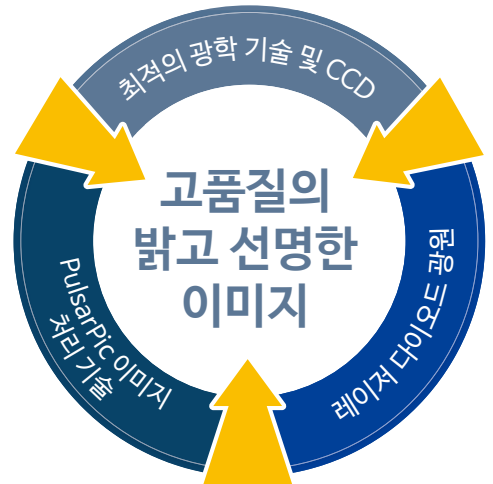 최적의 광학 기술 및 CCD
고품질의
밝고 선명한
이미지
PulsarPic 이미지
처리 기술
레이저 다이오드 광원